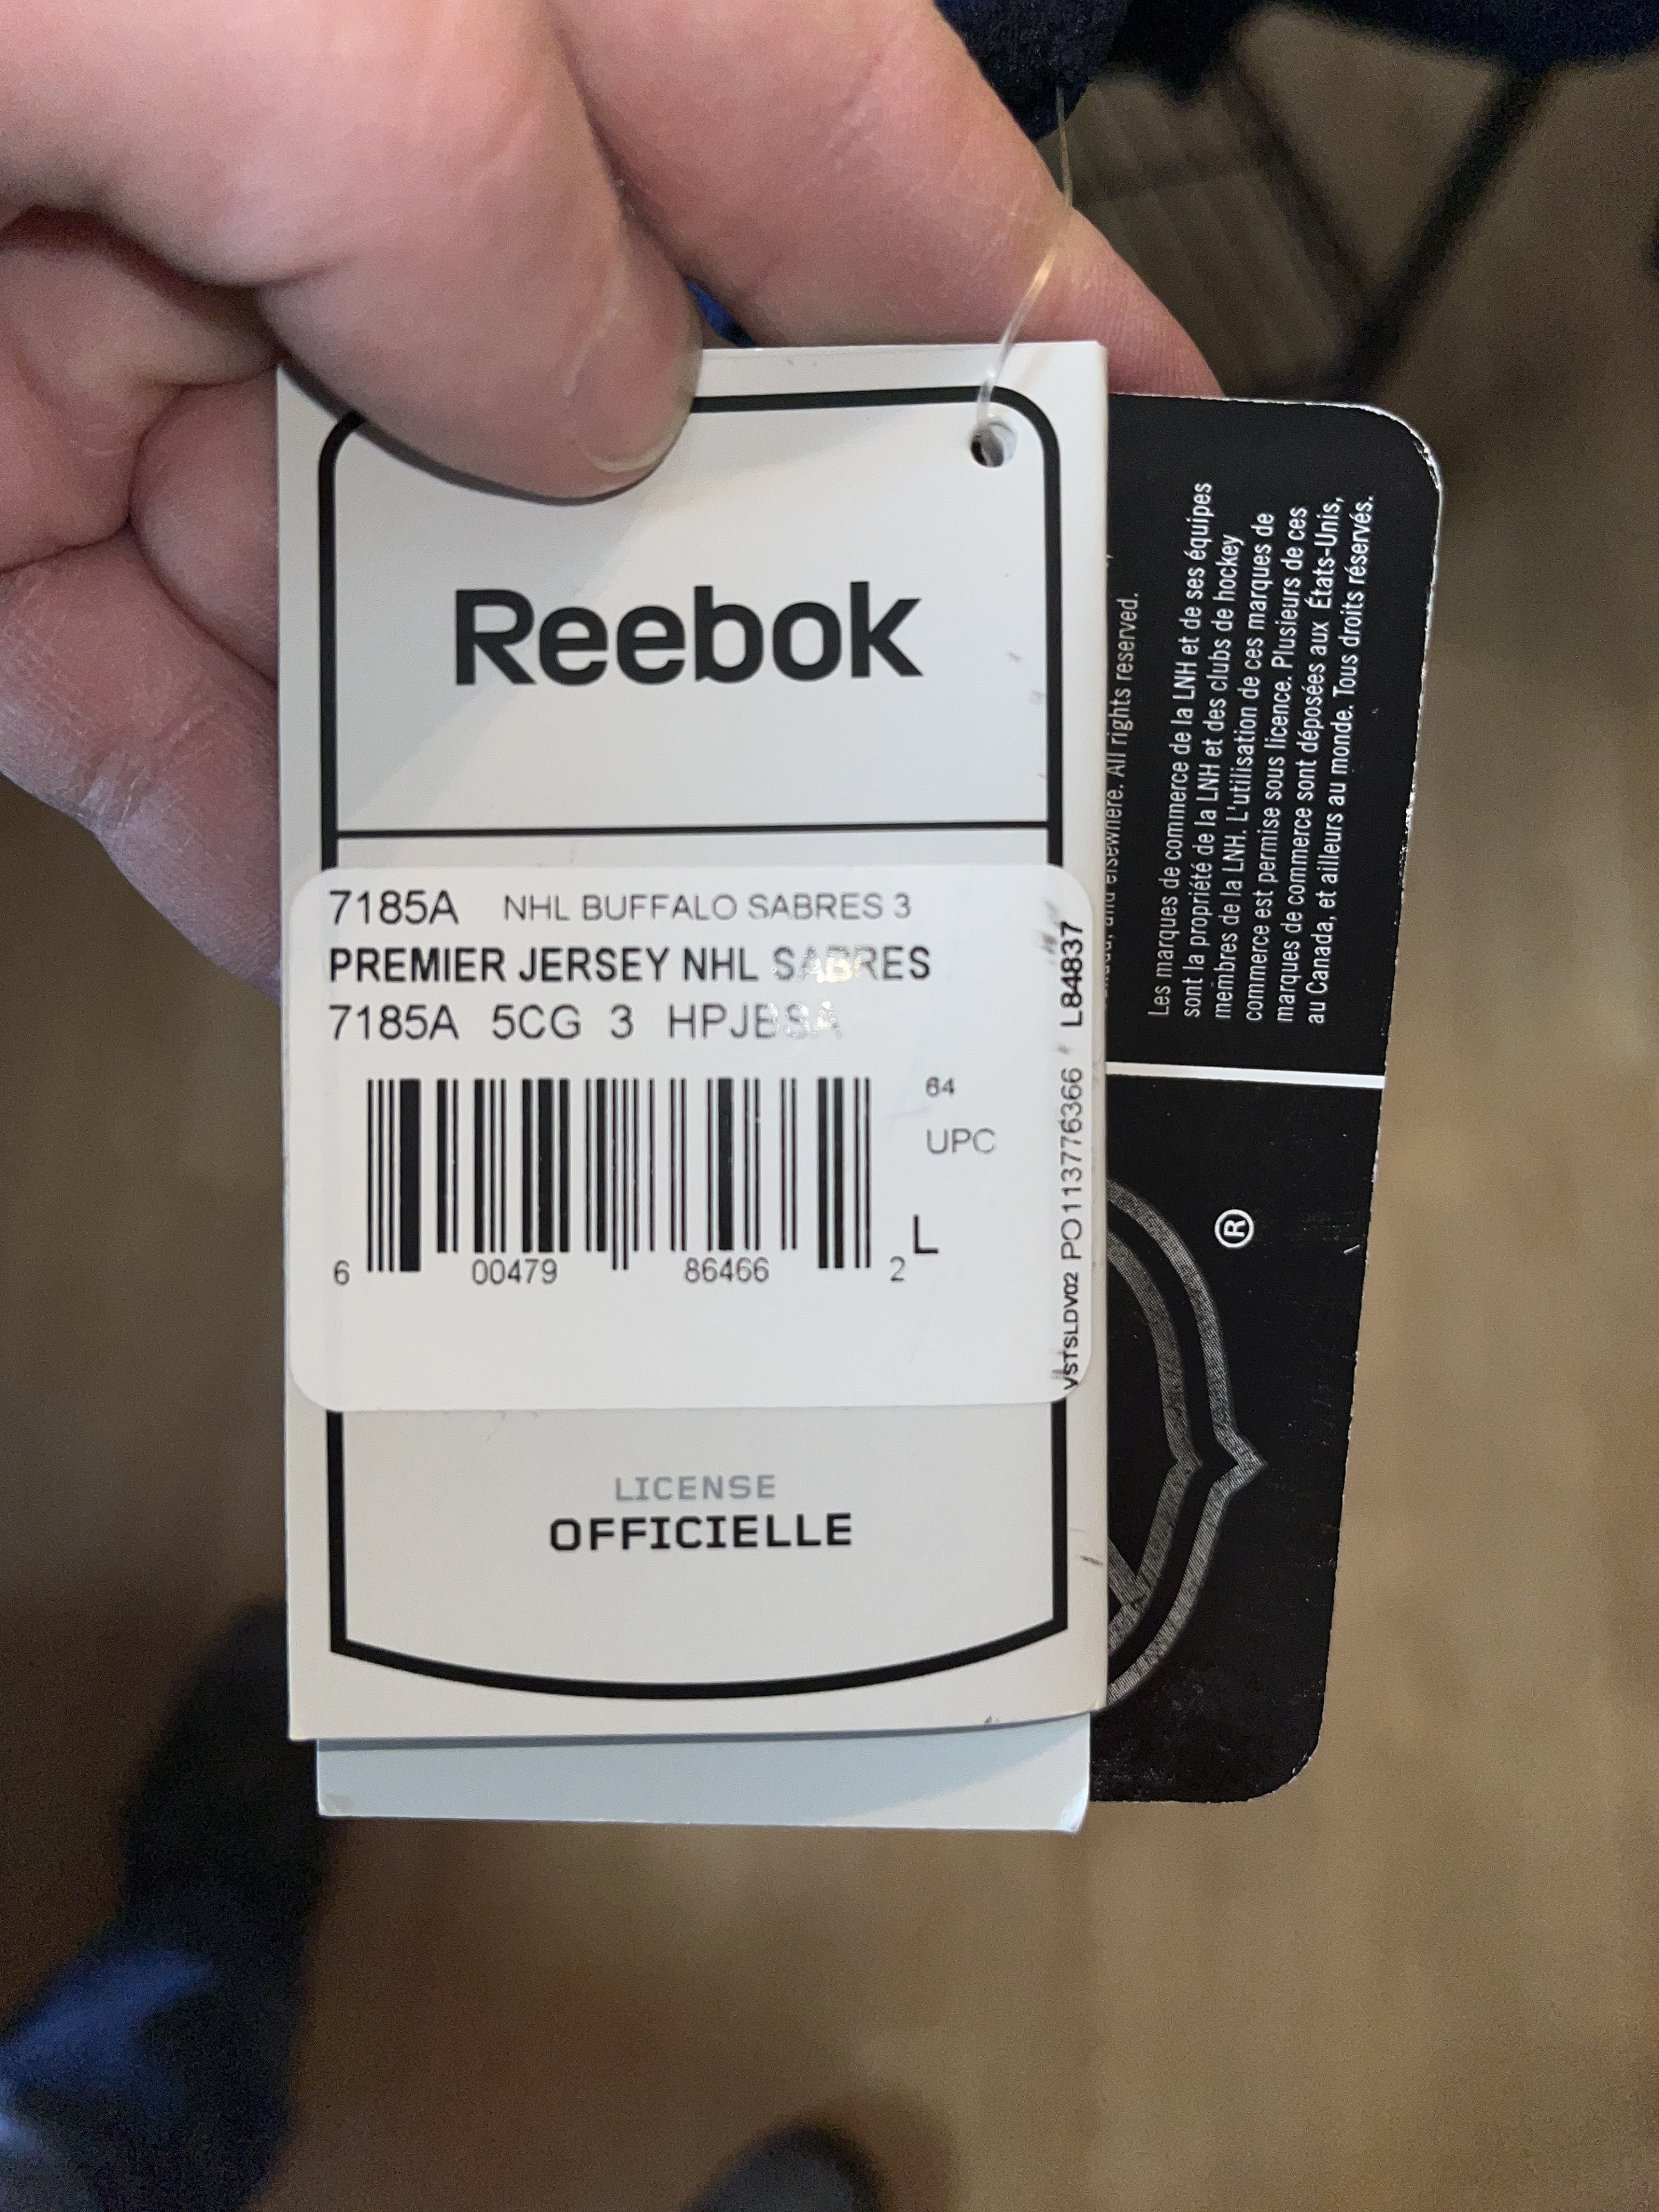 Reebok
7185A NHL BUFFALO SABRES 3
PREMIER JERSEY NHL SABRES
7185A 5CG 3 HPJBSA
64
UPC
L
6 00479 86466 2
VSTSLDV02 PO113776366 L84837
LICENSE
OFFICIELLE
and elsewhere. All rights reserved.
Les marques de commerce de la LNH et de ses équipes
sont la propriété de la LNH et des clubs de hockey
membres de la LNH. L'utilisation de ces marques de
commerce est permise sous licence. Plusieurs de ces
marques de commerce sont déposées aux États-Unis,
au Canada, et ailleurs au monde. Tous droits réservés.
®